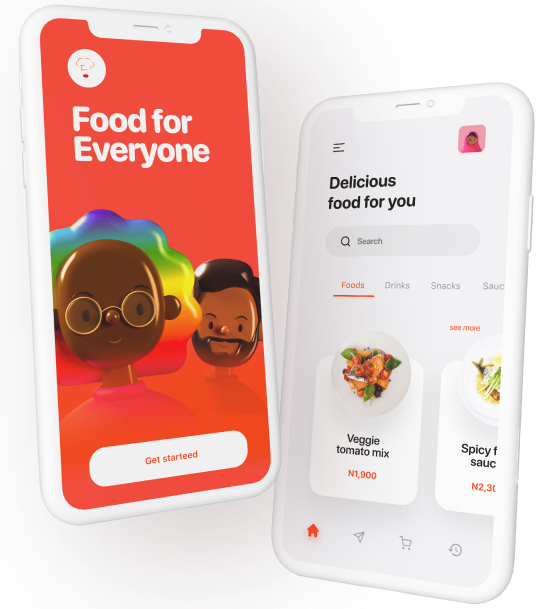 Food for
Everyone
Get starteed
Delicious
food for you
Search
Foods Drinks Snacks Sauc
see more
Veggie
tomato mix
N1,900
Spicy f
sauc
N2,30